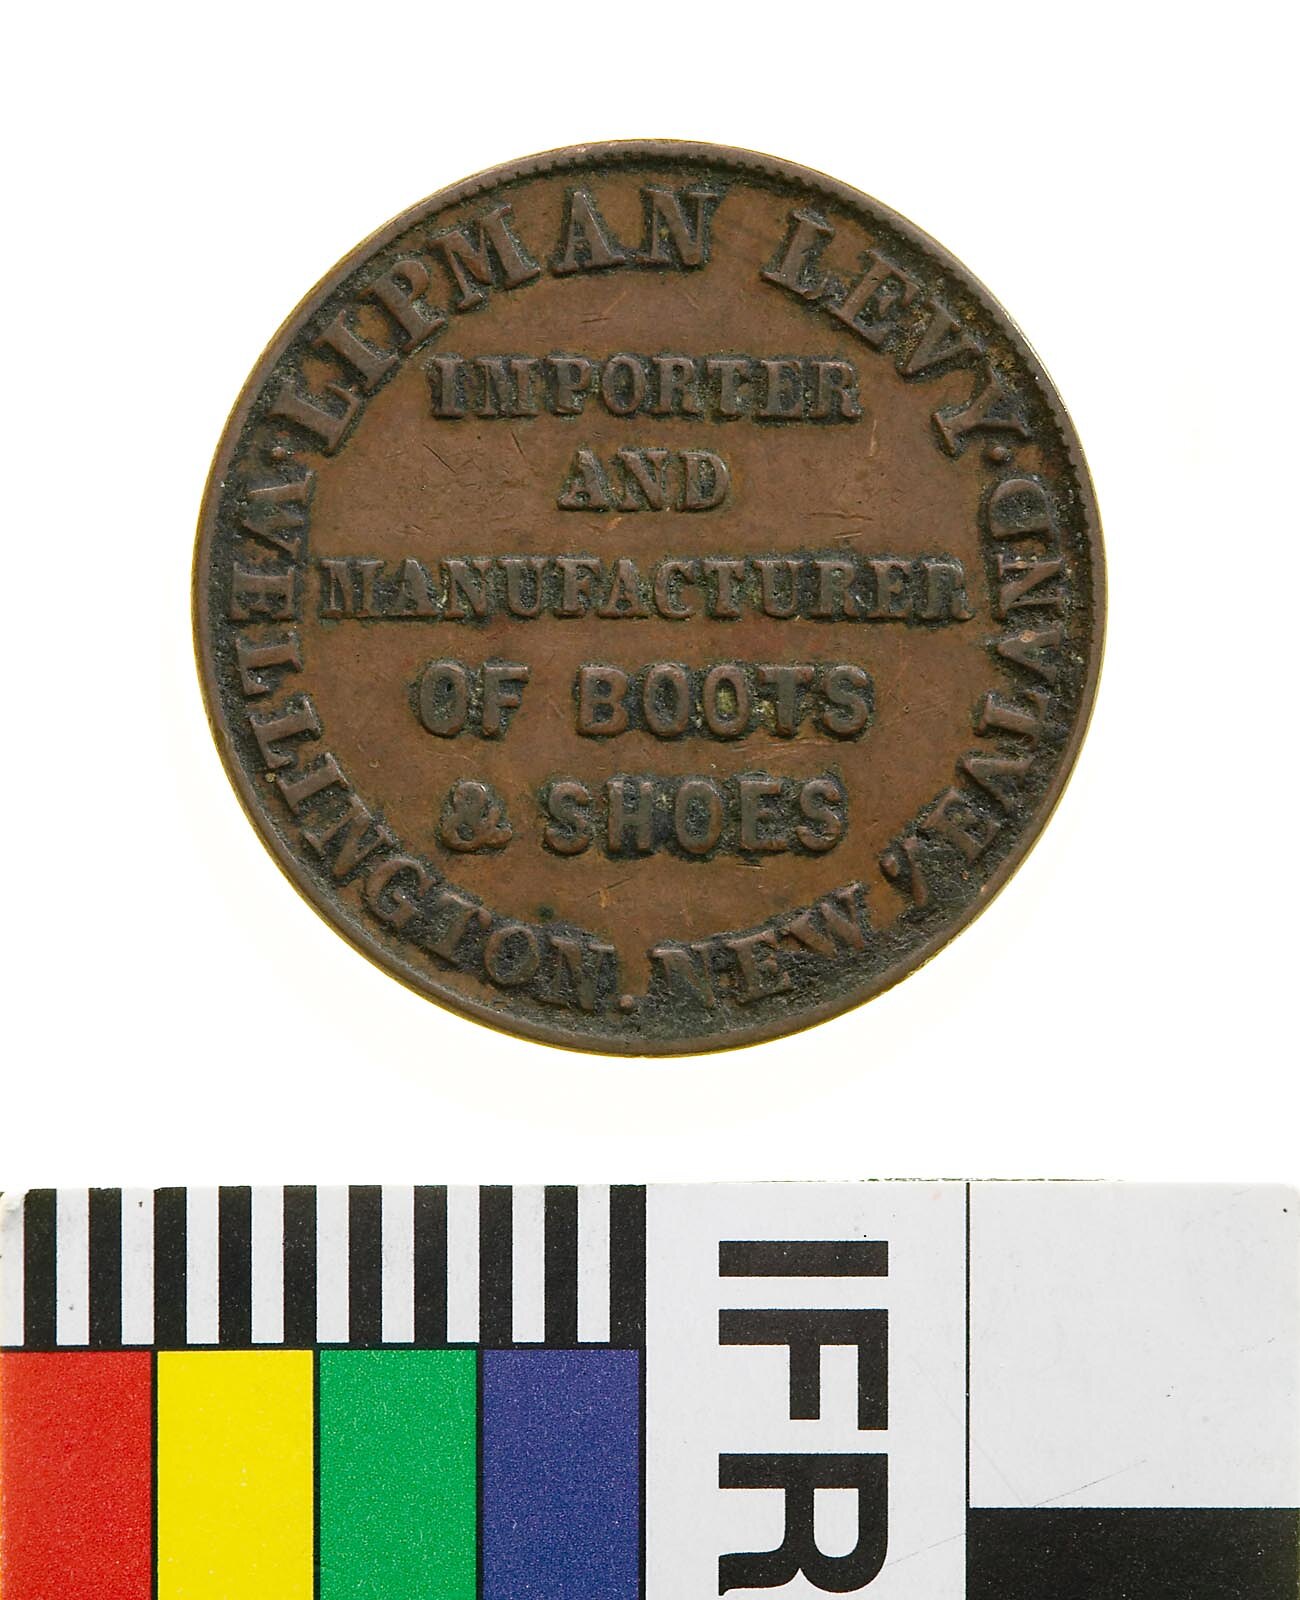 ·LIPMAN LEVY·
IMPORTER
AND
MANUFACTURER
OF BOOTS
& SHOES
WELLINGTON. NEW ZEALAND
IFR